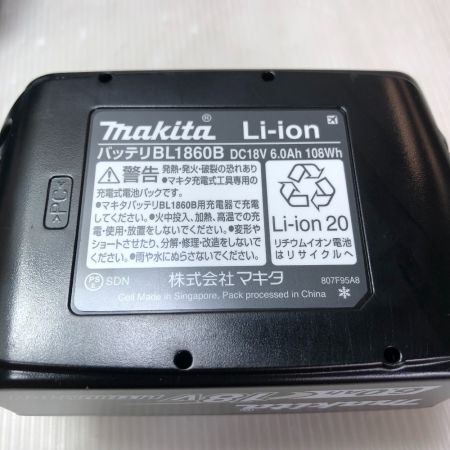 makita® Li-ion
バッテリBL1860B DC18V 6.0Ah 108Wh
警告 発熱・発火・破裂の恐れあり
●マキタ充電式工具専用の
充電式電池パックです。
●マキタバッテリBL1860B用充電器で充電
してください。●火中投入、加熱、高温での充
電・使用・放置をしないでください。●変形や
ショートさせたり、分解・修理・改造をしないで
ください。●雨や水にぬらさないでください。
Li-ion 20
リチウムイオン電池
はリサイクルへ
PS E SDN 株式会社マキタ 807F95A8
Cell Made in Singapore, Pack processed in China
makita 18V